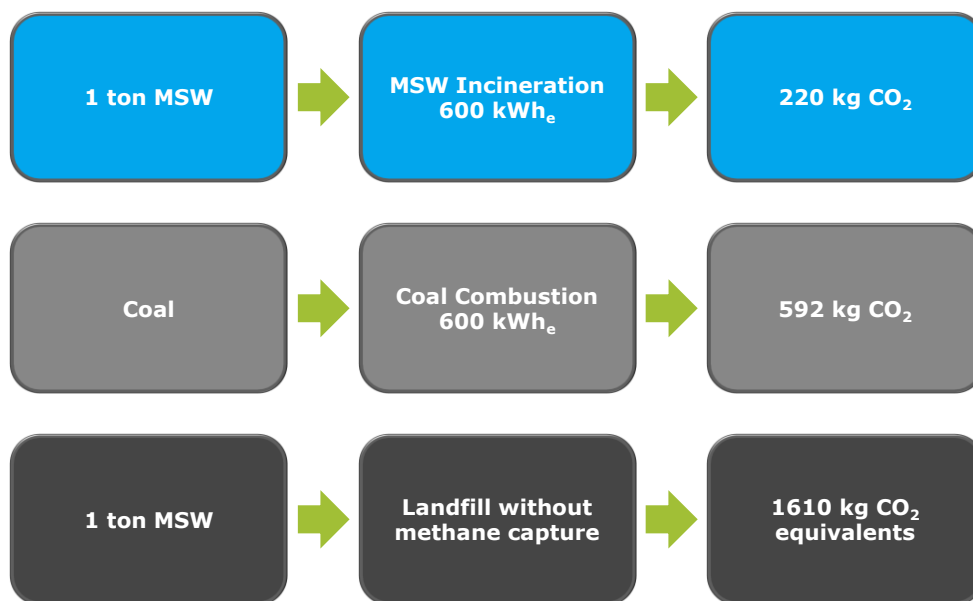 1 ton MSW
MSW Incineration
600 kWhₑ
220 kg CO₂
Coal
Coal Combustion
600 kWhₑ
592 kg CO₂
1 ton MSW
Landfill without
methane capture
1610 kg CO₂
equivalents